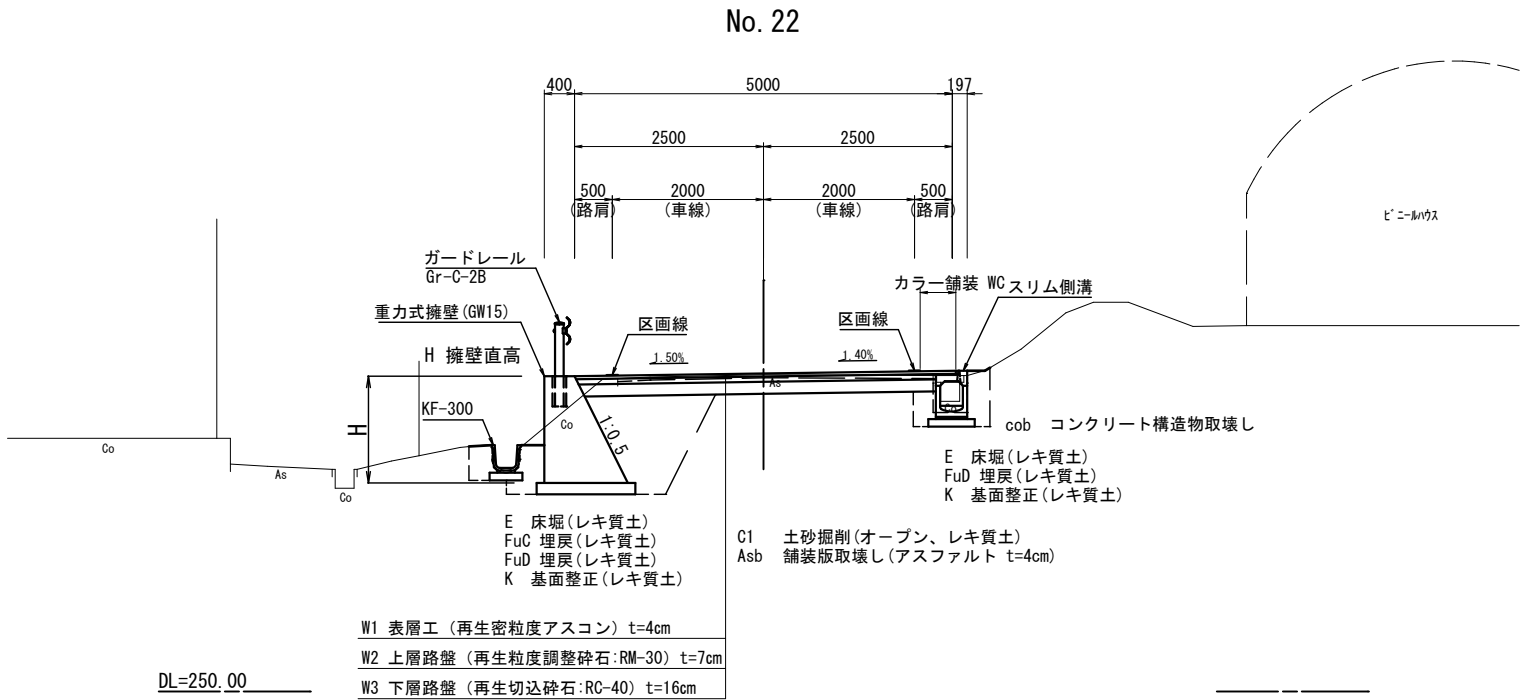 No. 22
400
5000
197
2500
2500
500
2000
2000
500
(路肩)
(車線)
(車線)
(路肩)
ガードレール
Gr-C-2B
重力式擁壁(GW15)
区画線
区画線
カラー舗装
WC スリム側溝
ビニールハウス
H 擁壁直高
1.50%
1.40%
As
KF-300
H
Co
1:0.5
Co
Co
As
Co
cob コンクリート構造物取壊し
E 床堀(レキ質土)
FuD 埋戻(レキ質土)
K 基面整正(レキ質土)
E 床堀(レキ質土)
FuC 埋戻(レキ質土)
FuD 埋戻(レキ質土)
K 基面整正(レキ質土)
C1 土砂掘削(オープン、レキ質土)
Asb 舗装版取壊し(アスファルト t=4cm)
W1 表層工 (再生密粒度アスコン) t=4cm
W2 上層路盤 (再生粒度調整砕石:RM-30) t=7cm
W3 下層路盤 (再生切込砕石:RC-40) t=16cm
DL=250.00